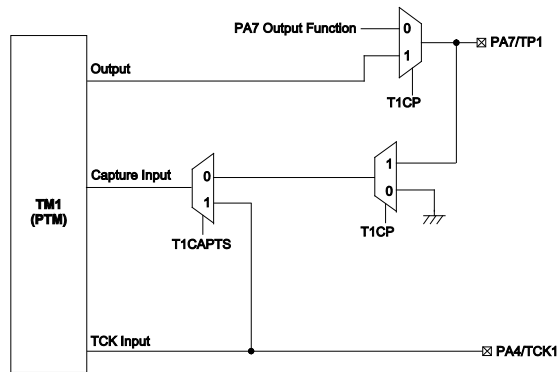 PA7 Output Function
0
1
PA7/TP1
Output
T1CP
Capture Input
0
1
1
0
TM1
(PTM)
T1CAPTS
T1CP
TCK Input
PA4/TCK1